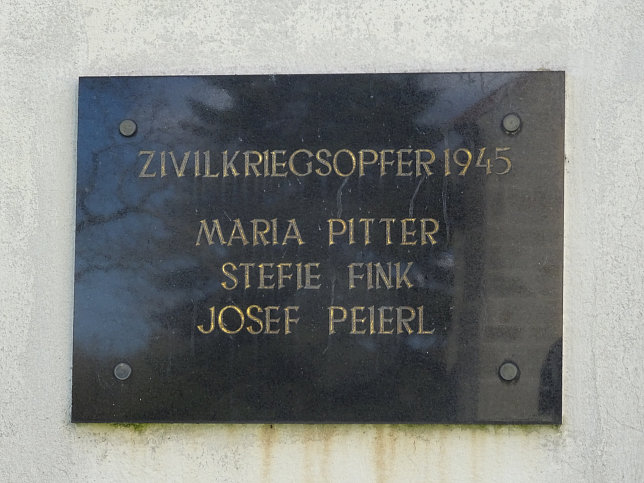 ZIVILKRIEGSOPFER 1945
MARIA PITTER
STEFIE FINK
JOSEF PEIERL